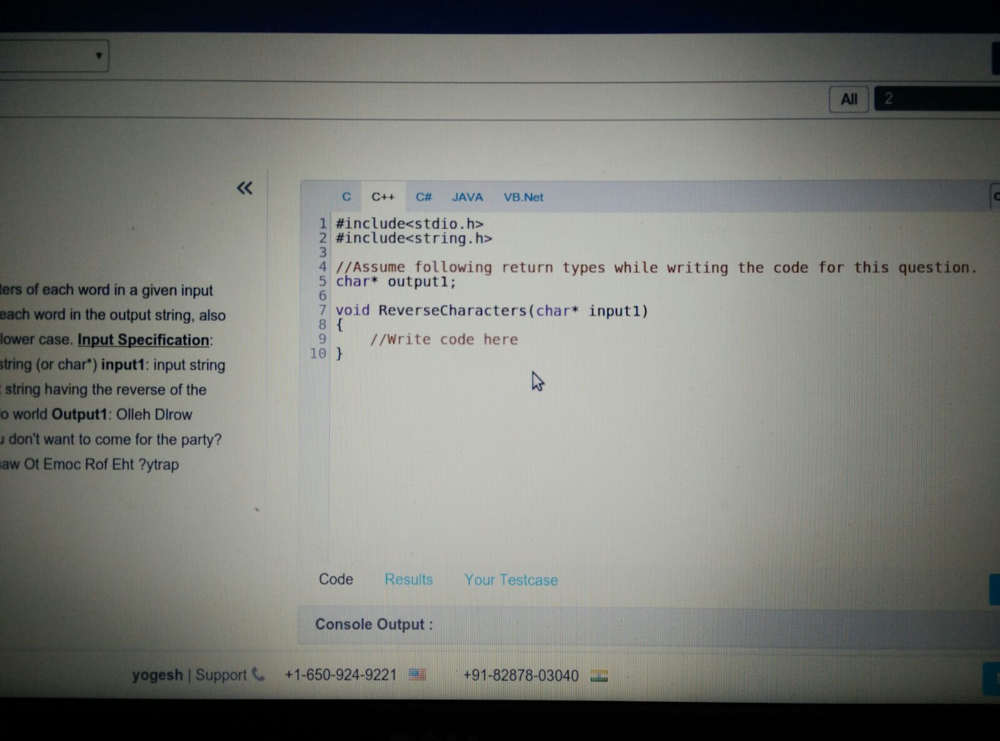 All 2
«
of each word in a given input
each word in the output string, also
lower case. Input Specification:
string (or char*) input1: input string
string having the reverse of the
world Output1: Olleh Dlrow
don't want to come for the party?
Ot Emoc Rof Eht ?ytrap
C C++ C# JAVA VB.Net
1 #include<stdio.h>
2 #include<string.h>
3
4 //Assume following return types while writing the code for this question.
5 char* output1;
6
7 void ReverseCharacters(char* input1)
8 {
9 //Write code here
10 }
Code Results Your Testcase
Console Output :
yogesh | Support +1-650-924-9221 +91-82878-03040